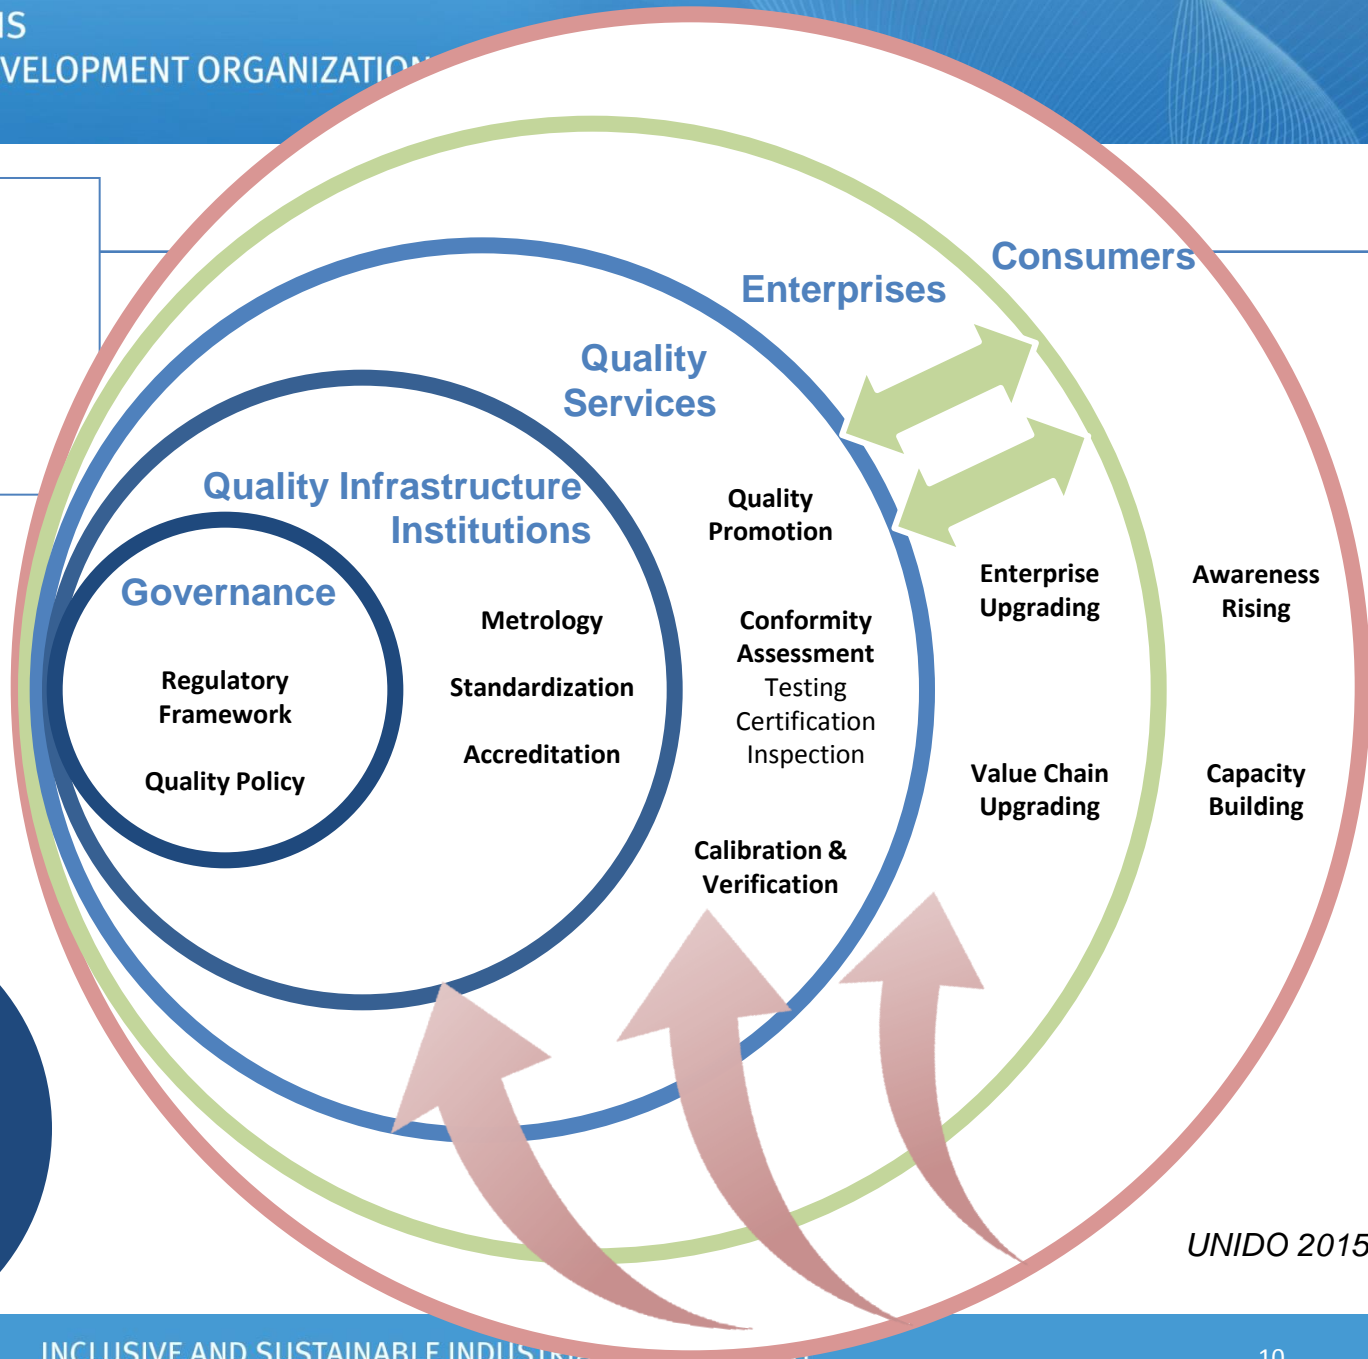 VELOPMENT ORGANIZATION
Consumers
Enterprises
Quality
Services
Quality Infrastructure
Institutions
Governance
Regulatory
Framework
Quality Policy
Metrology
Standardization
Accreditation
Quality
Promotion
Conformity
Assessment
Testing
Certification
Inspection
Calibration &
Verification
Enterprise
Upgrading
Value Chain
Upgrading
Awareness
Rising
Capacity
Building
UNIDO 2015
INCLUSIVE AND SUSTAINABLE
10